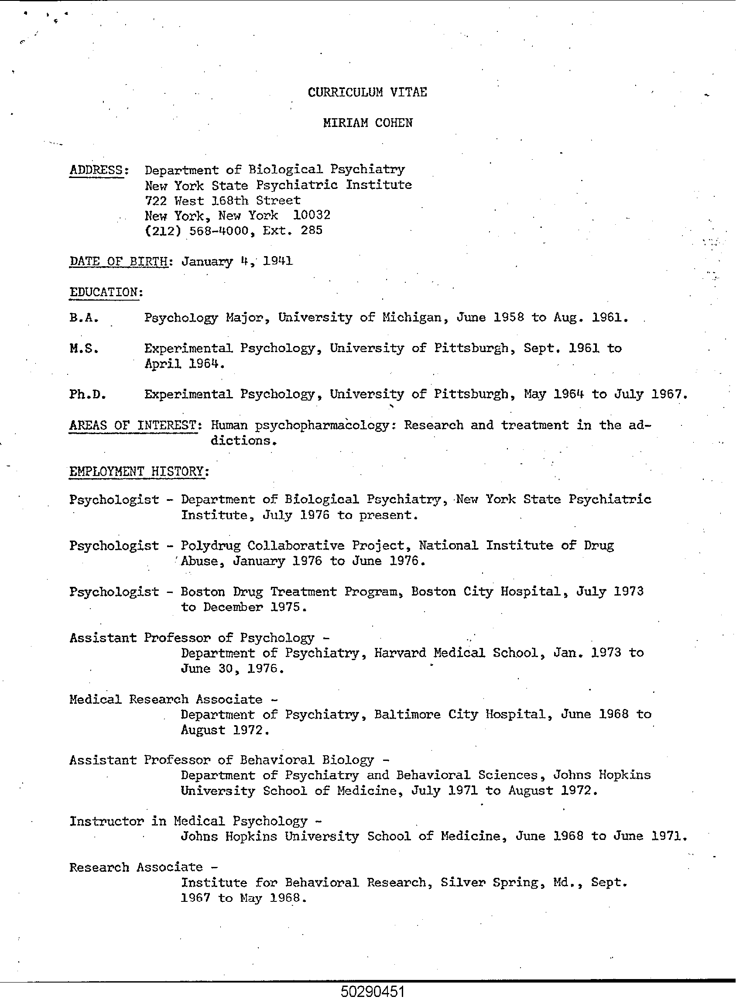 CURRICULUM VITAE
MIRIAM COHEN
ADDRESS: Department of Biological Psychiatry
New York State Psychiatric Institute
722 West 168th Street
New York, New York 10032
(212) 568-4000, Ext. 285
DATE OF BIRTH: January 4, 1941
EDUCATION:
B.A. Psychology Major, University of Michigan, June 1958 to Aug. 1961.
M.S. Experimental Psychology, University of Pittsburgh, Sept. 1961 to
April 1964.
Ph.D. Experimental Psychology, University of Pittsburgh, May 1964 to July 1967.
AREAS OF INTEREST: Human psychopharmacology: Research and treatment in the ad-
dictions.
EMPLOYMENT HISTORY:
Psychologist - Department of Biological Psychiatry, New York State Psychiatric
Institute, July 1976 to present.
Psychologist - Polydrug Collaborative Project, National Institute of Drug
Abuse, January 1976 to June 1976.
Psychologist - Boston Drug Treatment Program, Boston City Hospital, July 1973
to December 1975.
Assistant Professor of Psychology -
Department of Psychiatry, Harvard Medical School, Jan. 1973 to
June 30, 1976.
Medical Research Associate -
Department of Psychiatry, Baltimore City Hospital, June 1968 to
August 1972.
Assistant Professor of Behavioral Biology -
Department of Psychiatry and Behavioral Sciences, Johns Hopkins
University School of Medicine, July 1971 to August 1972.
Instructor in Medical Psychology -
Johns Hopkins University School of Medicine, June 1968 to June 1971.
Research Associate -
Institute for Behavioral Research, Silver Spring, Md., Sept.
1967 to May 1968.
50290451